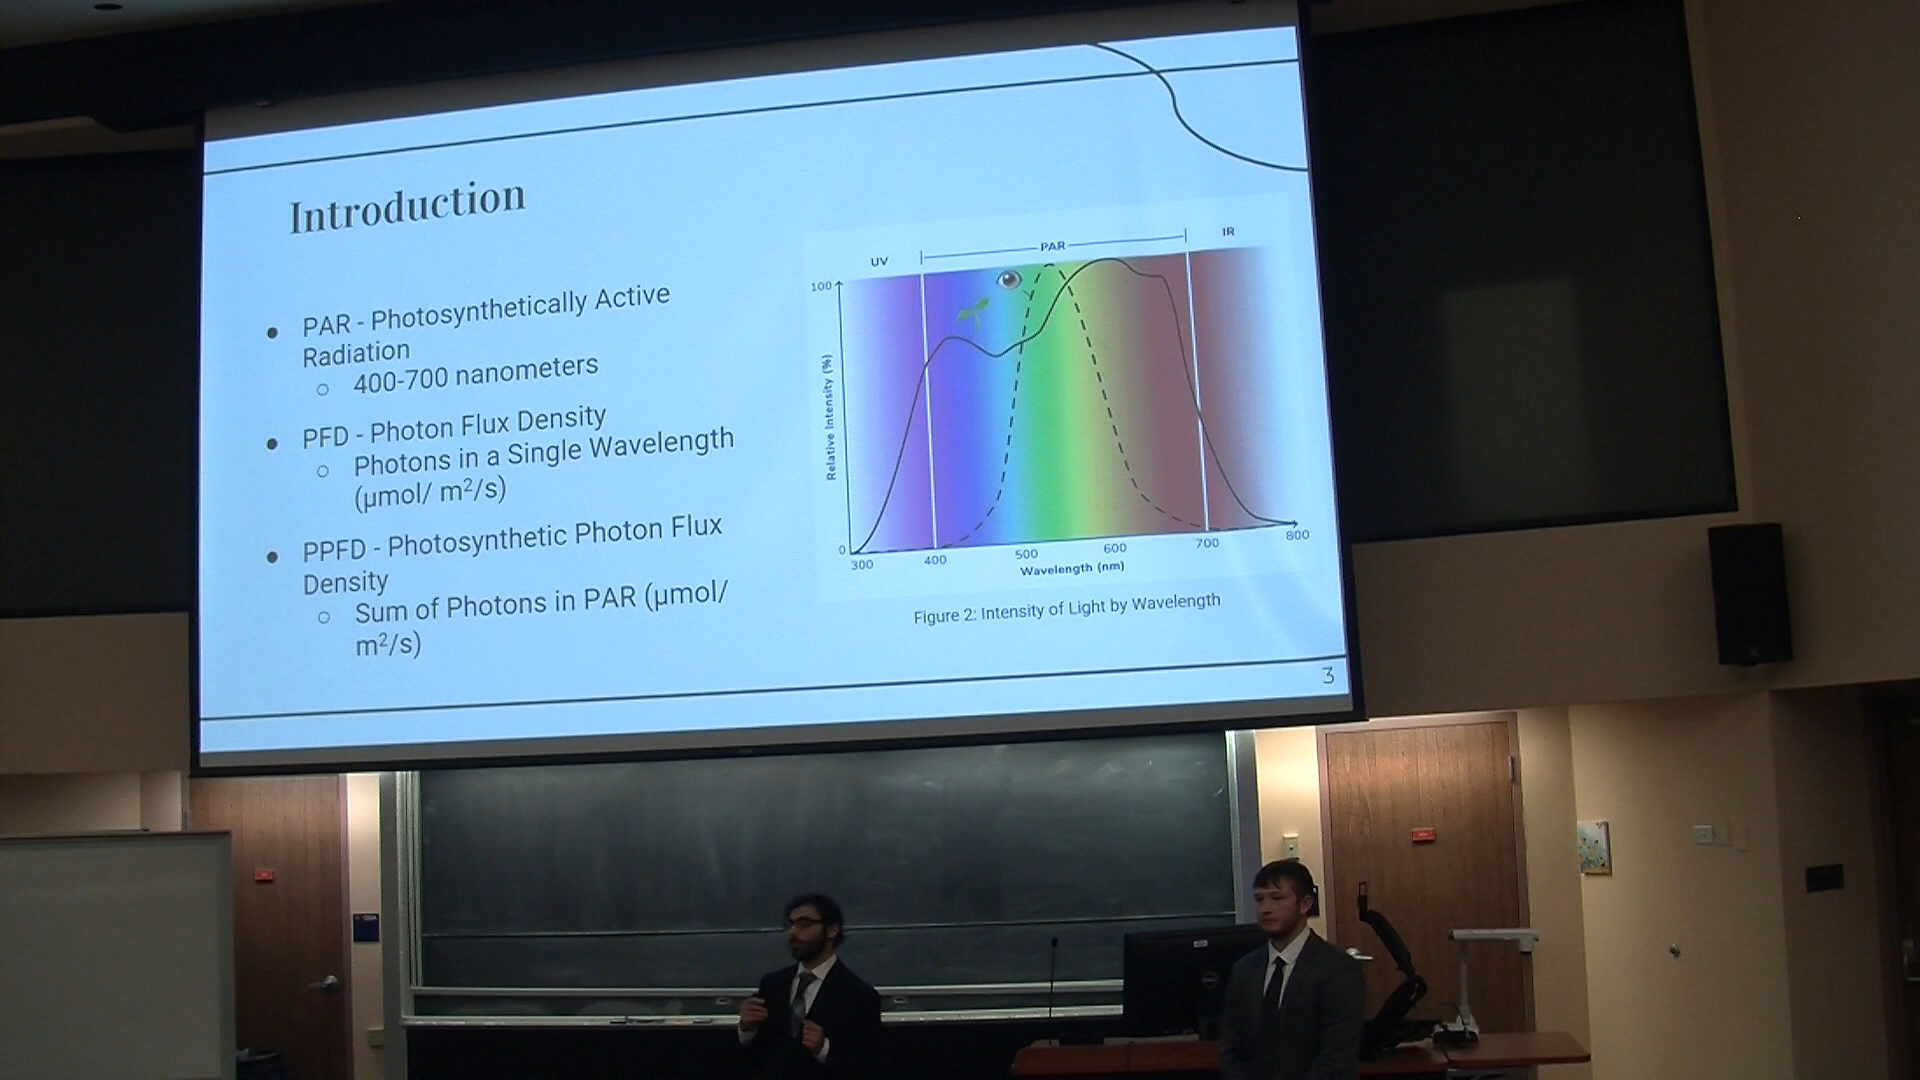 Introduction
● PAR - Photosynthetically Active
Radiation
○ 400-700 nanometers
● PFD - Photon Flux Density
○ Photons in a Single Wavelength
(µmol/ m²/s)
● PPFD - Photosynthetic Photon Flux
Density
○ Sum of Photons in PAR (µmol/
m²/s)
UV
PAR
IR
100
Relative Intensity (%)
0
300
400
500
600
700
800
Wavelength (nm)
Figure 2: Intensity of Light by Wavelength
3